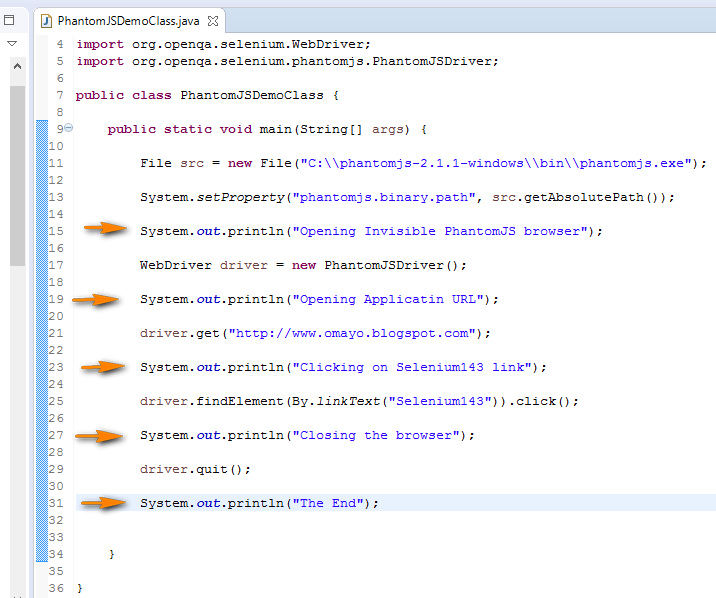 PhantomJSDemoClass.java
4 import org.openqa.selenium.WebDriver;
5 import org.openqa.selenium.phantomjs.PhantomJSDriver;
6
7 public class PhantomJSDemoClass {
8
9 public static void main(String[] args) {
10
11 File src = new File("C:\\phantomjs-2.1.1-windows\\bin\\phantomjs.exe");
12
13 System.setProperty("phantomjs.binary.path", src.getAbsolutePath());
14
15 System.out.println("Opening Invisible PhantomJS browser");
16
17 WebDriver driver = new PhantomJSDriver();
18
19 System.out.println("Opening Applicatin URL");
20
21 driver.get("http://www.omayo.blogspot.com");
22
23 System.out.println("Clicking on Selenium143 link");
24
25 driver.findElement(By.linkText("Selenium143")).click();
26
27 System.out.println("Closing the browser");
28
29 driver.quit();
30
31 System.out.println("The End");
32
33
34 }
35
36 }